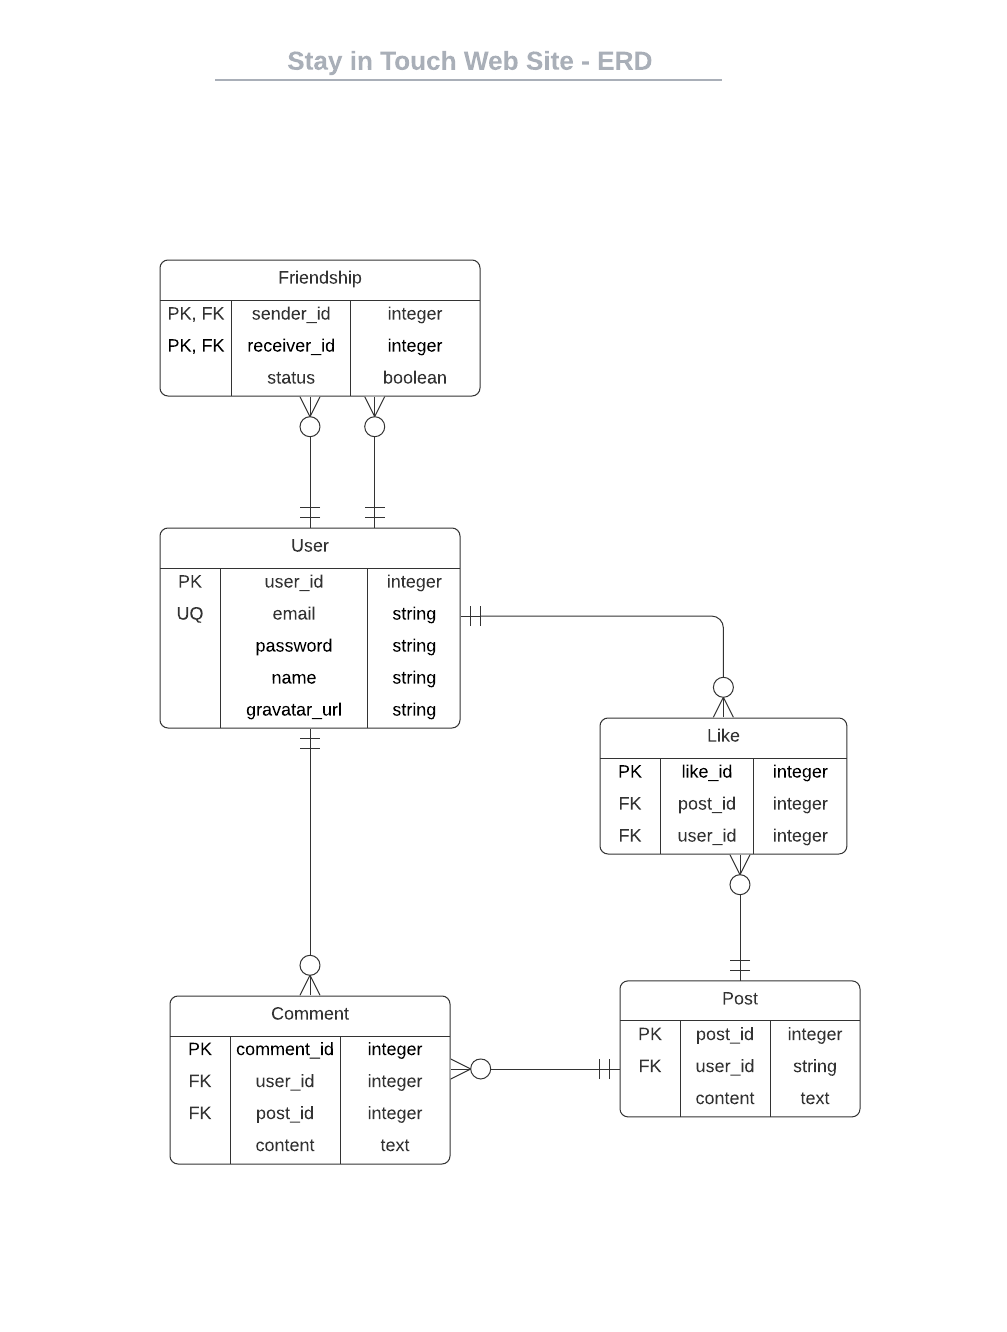 Stay in Touch Web Site - ERD
Friendship
PK, FK sender_id integer
PK, FK receiver_id integer
status boolean
User
PK user_id integer
UQ email string
password string
name string
gravatar_url string
Like
PK like_id integer
FK post_id integer
FK user_id integer
Post
PK post_id integer
FK user_id string
content text
Comment
PK comment_id integer
FK user_id integer
FK post_id integer
content text